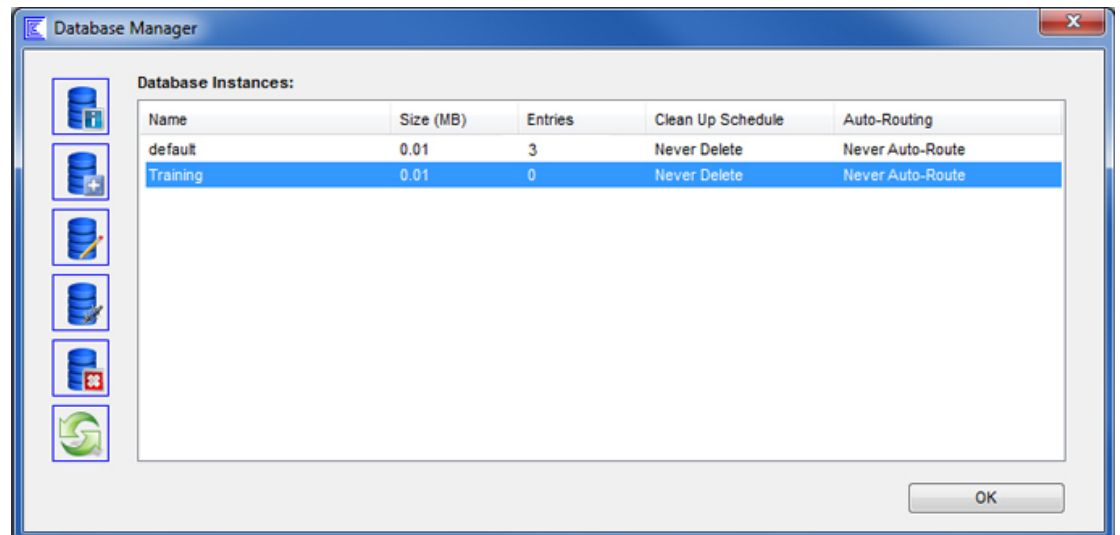 Database Manager
Database Instances:
Name Size (MB) Entries Clean Up Schedule Auto-Routing
default 0.01 3 Never Delete Never Auto-Route
Training 0.01 0 Never Delete Never Auto-Route
OK